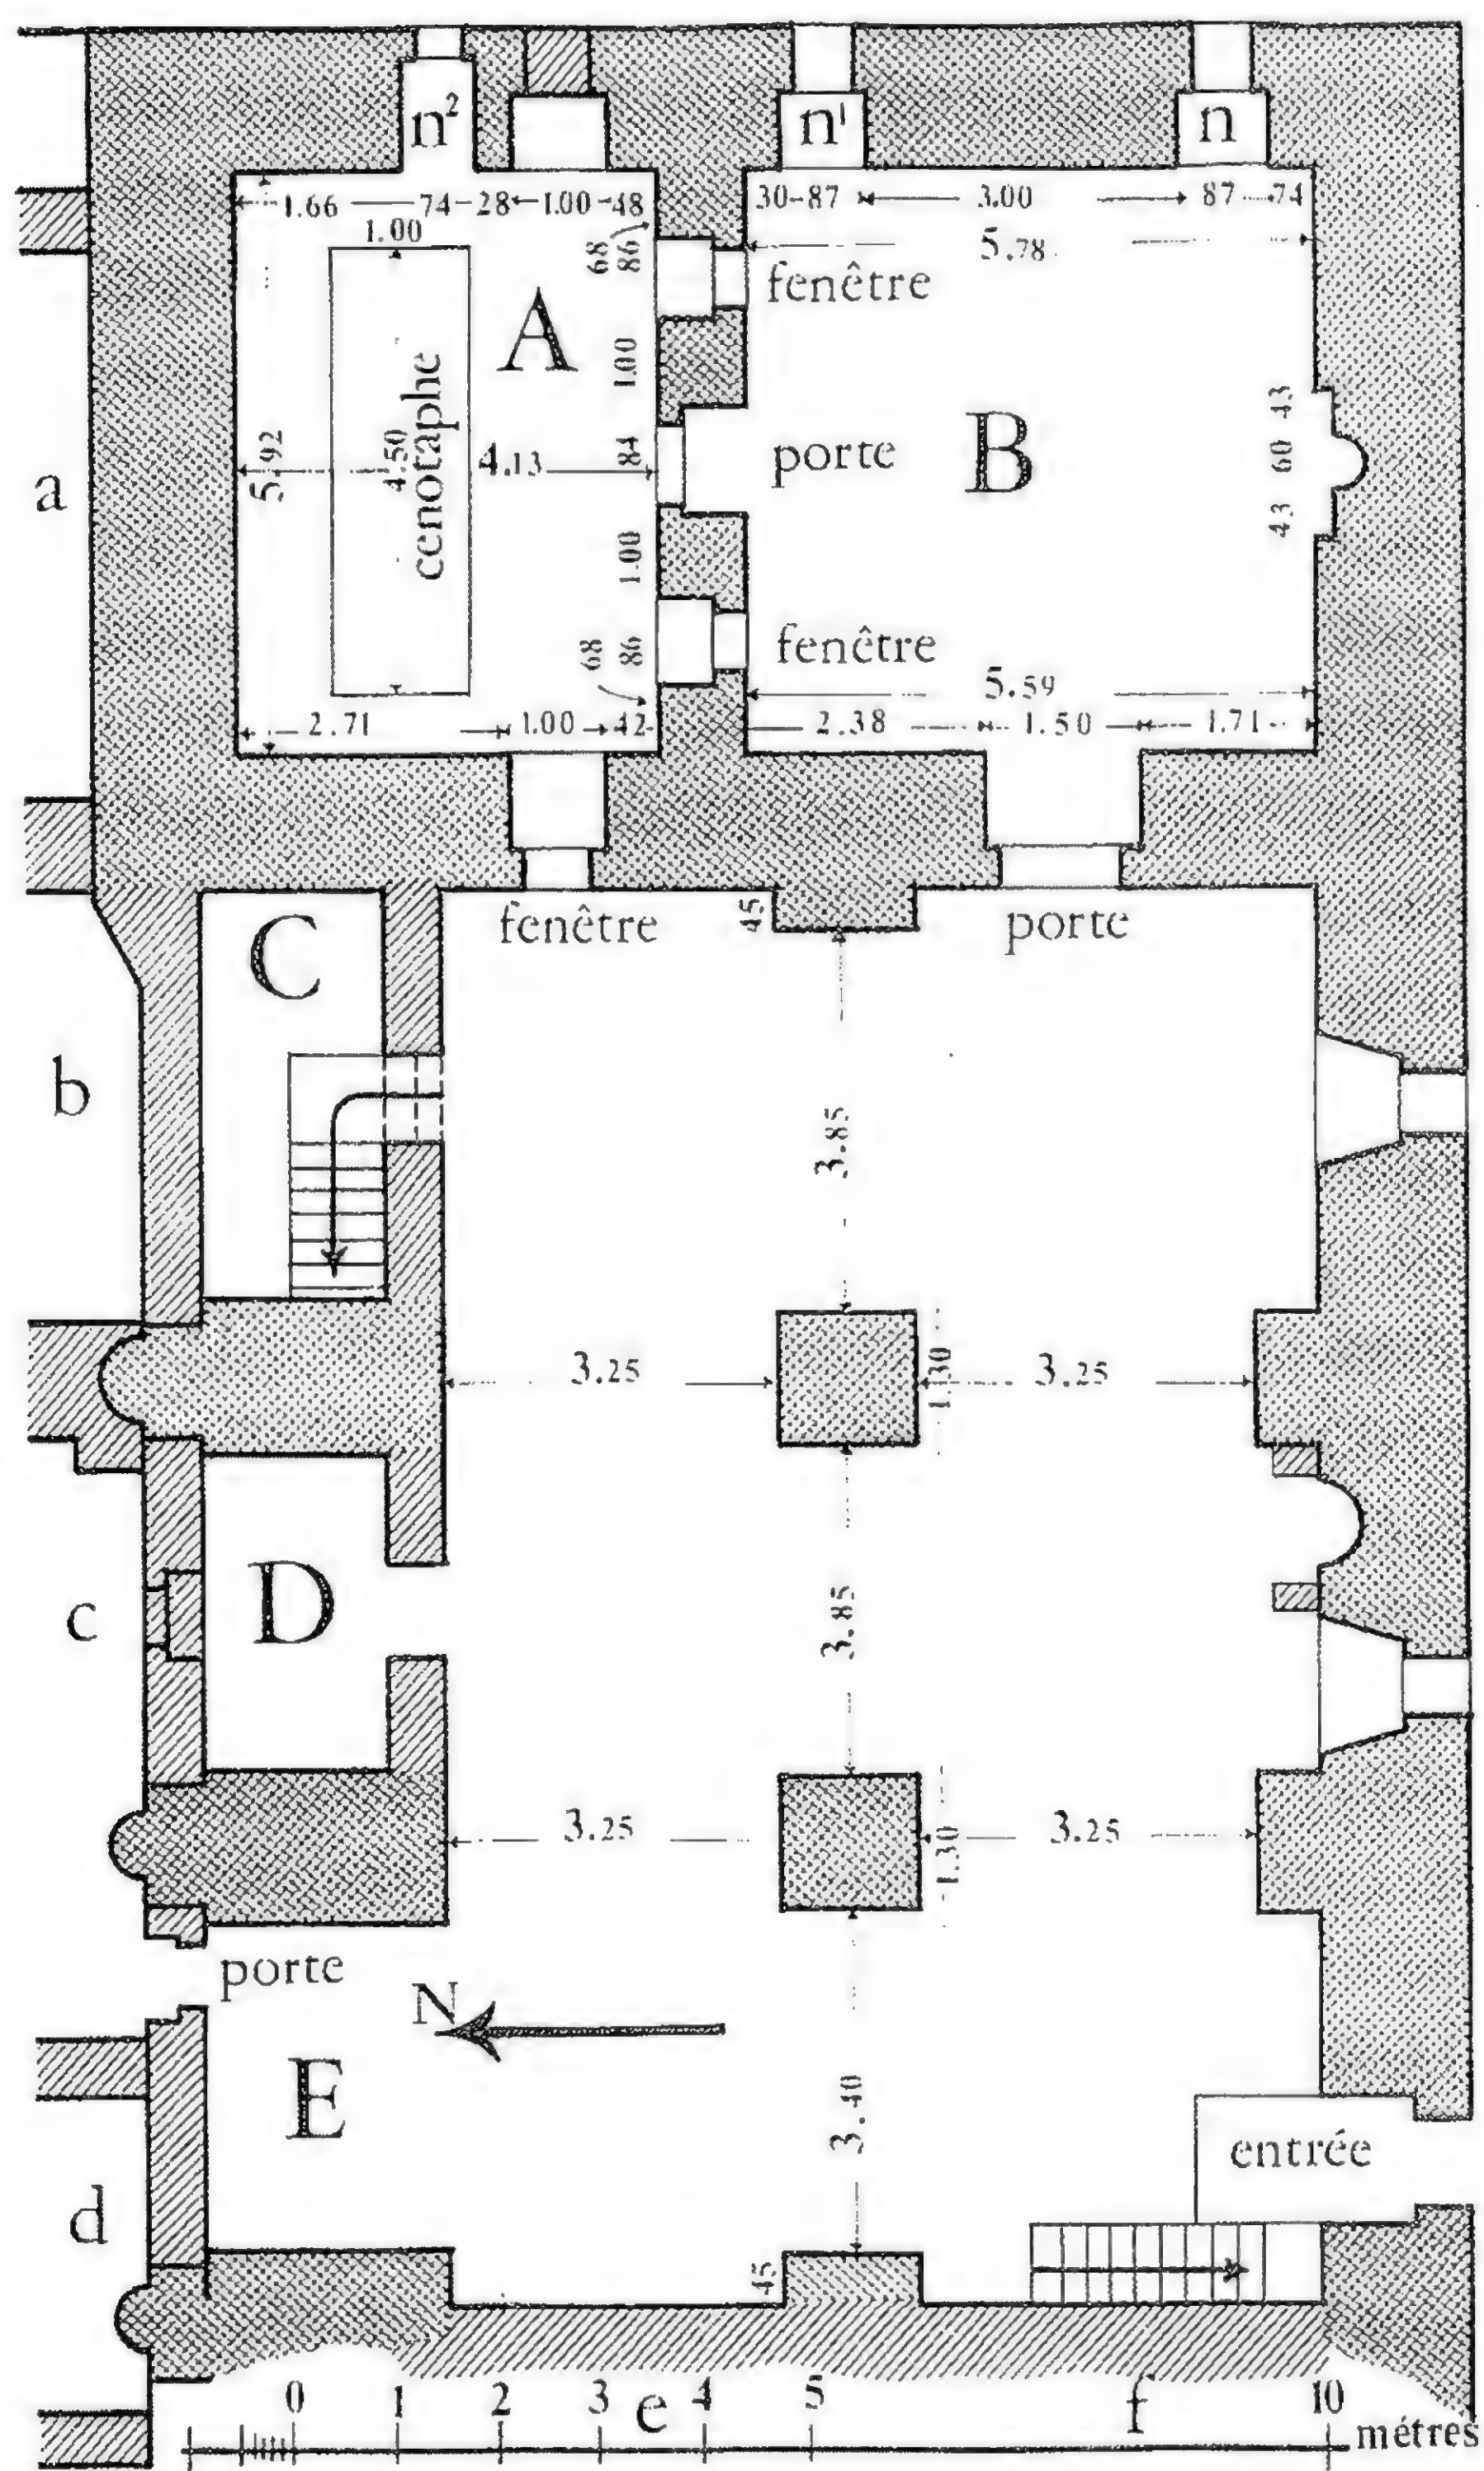 n² n¹ n
1.66 74 28 1.00 48 30 87 3.00 87 74
1.00
5.78
68 86
fenêtre
A
1.00
a
5.92
4.50
cenotaphe
4.13
84
porte
B
43 60 43
1.00
68 86
fenêtre
5.59
2.71 1.00 42 2.38 1.50 1.71
fenêtre
45
porte
C
b
3.85
3.25
1.30
3.25
D
c
3.85
3.25
1.30
3.25
porte
N
E
3.40
entrée
d
45
0 1 2 3 e 4 5 f 10
métres